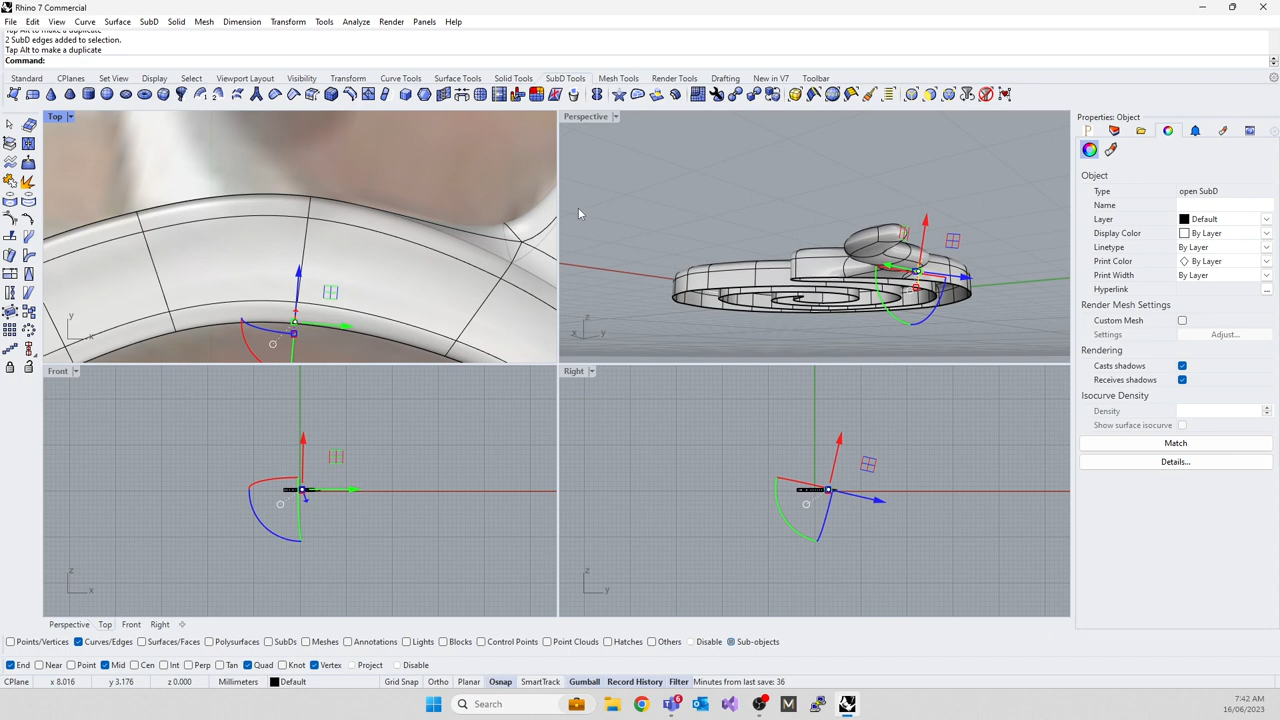 Rhino 7 Commercial
File Edit View Curve Surface SubD Solid Mesh Dimension Transform Tools Analyze Render Panels Help
Tap Alt to make a duplicate
2 SubD edges added to selection.
Tap Alt to make a duplicate
Command:
Standard CPlanes Set View Display Select Viewport Layout Visibility Transform Curve Tools Surface Tools Solid Tools SubD Tools Mesh Tools Render Tools Drafting New in V7 Toolbar
Top
Perspective
Properties: Object
Object
Type open SubD
Name
Layer Default
Display Color By Layer
Linetype By Layer
Print Color By Layer
Print Width By Layer
Hyperlink ...
Render Mesh Settings
Custom Mesh
Settings Adjust...
Rendering
Casts shadows
Receives shadows
Isocurve Density
Density
Show surface isocurve
Match
Details...
y
x
z
x y
Front
Right
z
x
z
y
Perspective Top Front Right
Points/Vertices Curves/Edges Surfaces/Faces Polysurfaces SubDs Meshes Annotations Lights Blocks Control Points Point Clouds Hatches Others Disable Sub-objects
End Near Point Mid Cen Int Perp Tan Quad Knot Vertex Project Disable
CPlane x 8.016 y 3.176 z 0.000 Millimeters Default Grid Snap Ortho Planar Osnap SmartTrack Gumball Record History Filter Minutes from last save: 36
Search
6
M
7:42 AM
16/06/2023